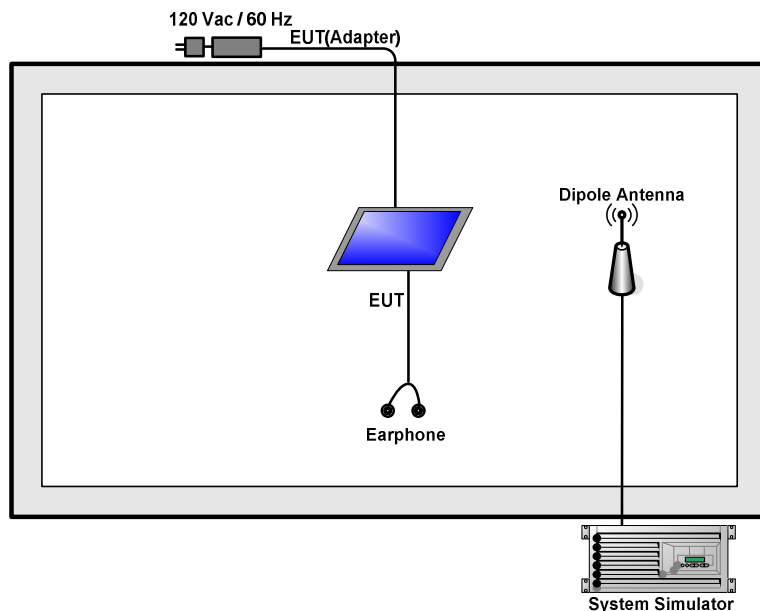 120 Vac / 60 Hz
EUT(Adapter)
Dipole Antenna
EUT
Earphone
System Simulator